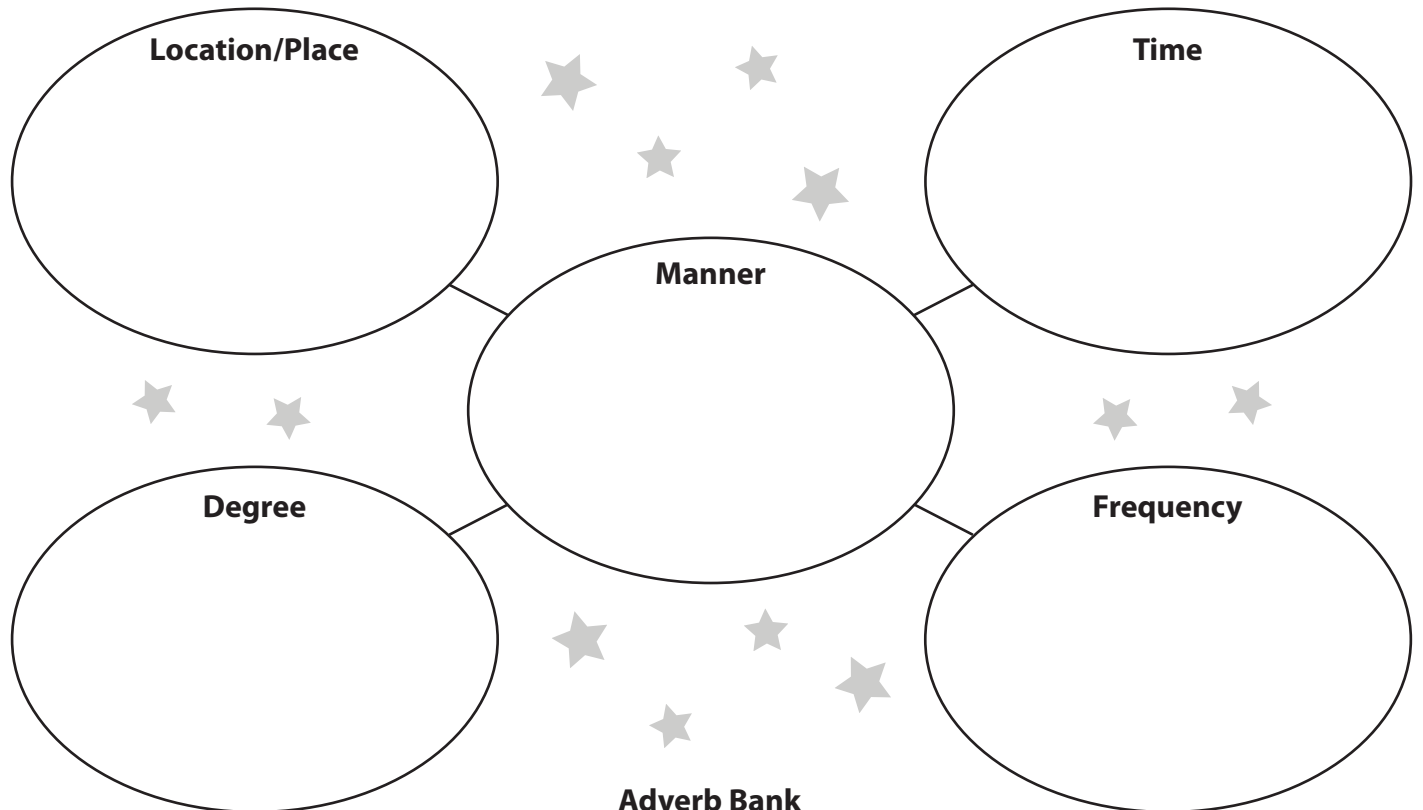 Location/Place
Time
Manner
Degree
Frequency
Adverb Bank